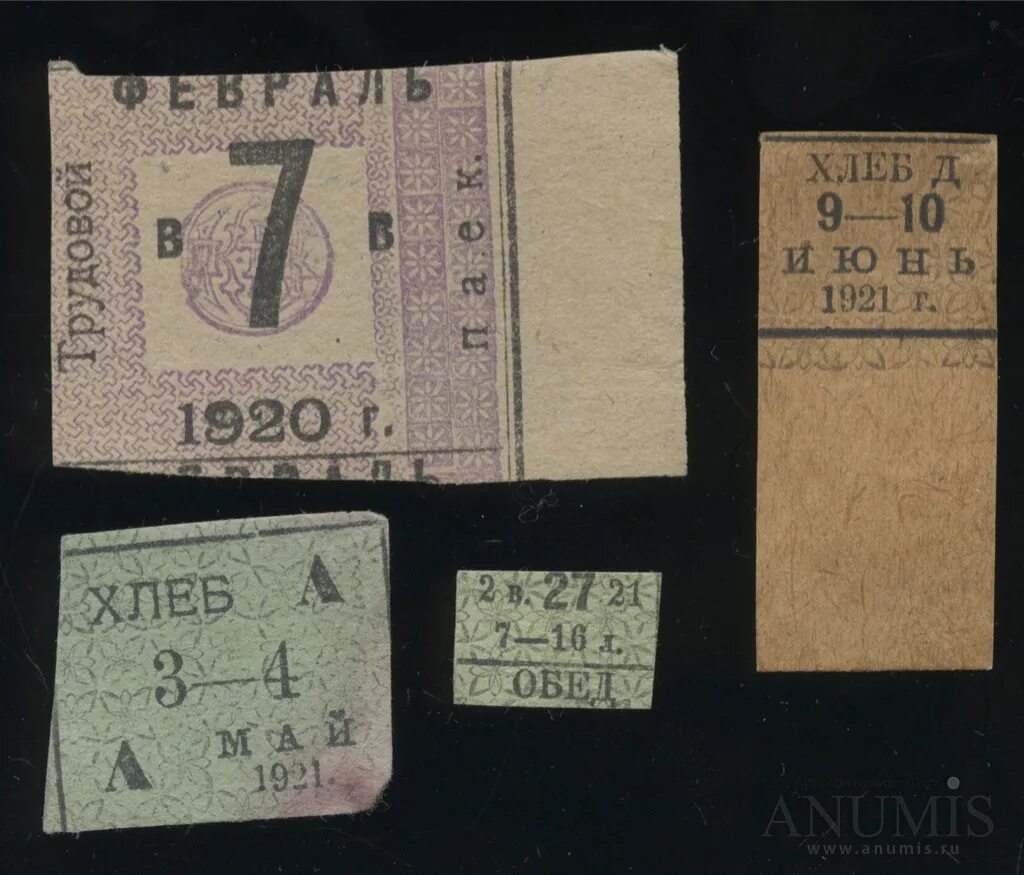 ФЕВРАЛЬ
Трудовой
В 7 В
паек.
1920 г.
ФЕВРАЛЬ
ХЛЕБ Д
9—10
ИЮНЬ
1921 г.
ХЛЕБ А
3—4
А МАЙ
1921.
2 в. 27 21
7—16 л.
ОБЕД
ANUMIS
www.anumis.ru